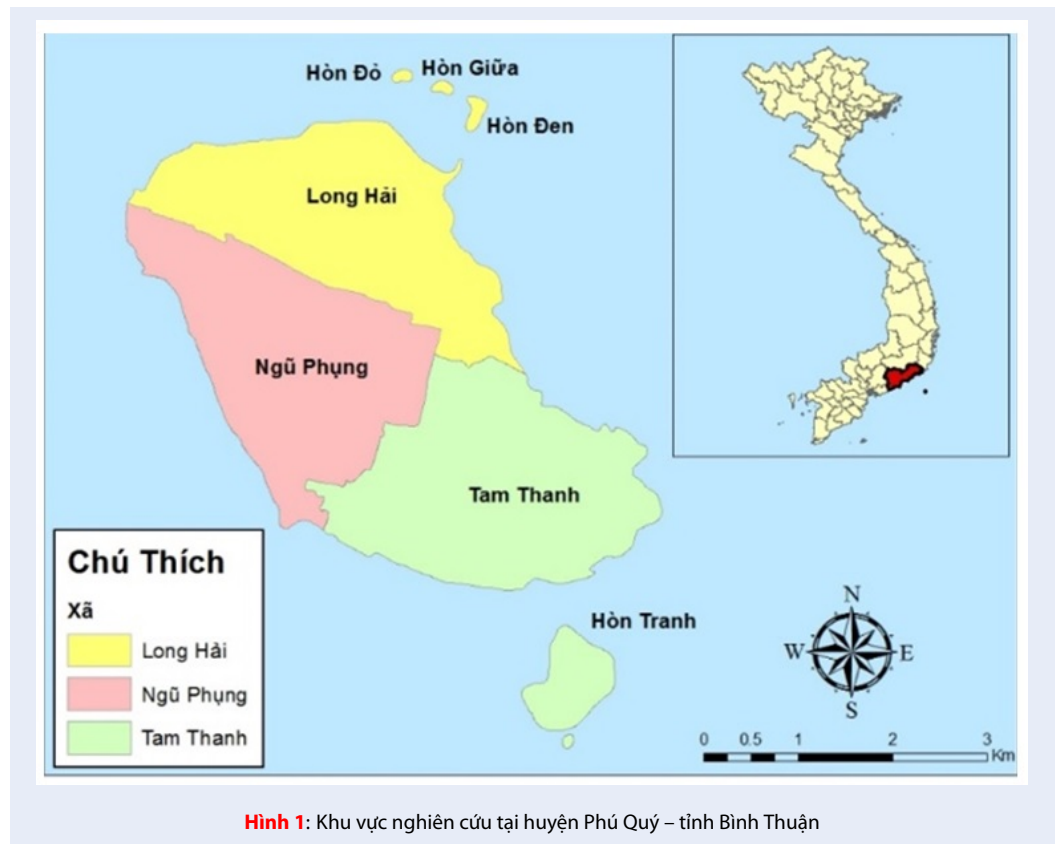 Hòn Đỏ
Hòn Giữa
Hòn Đen
Long Hải
Ngũ Phụng
Tam Thanh
Hòn Tranh
Chú Thích
Xã
Long Hải
Ngũ Phụng
Tam Thanh
N
W E
S
0 0.5 1 2 3
Km
Hình 1: Khu vực nghiên cứu tại huyện Phú Quý – tỉnh Bình Thuận